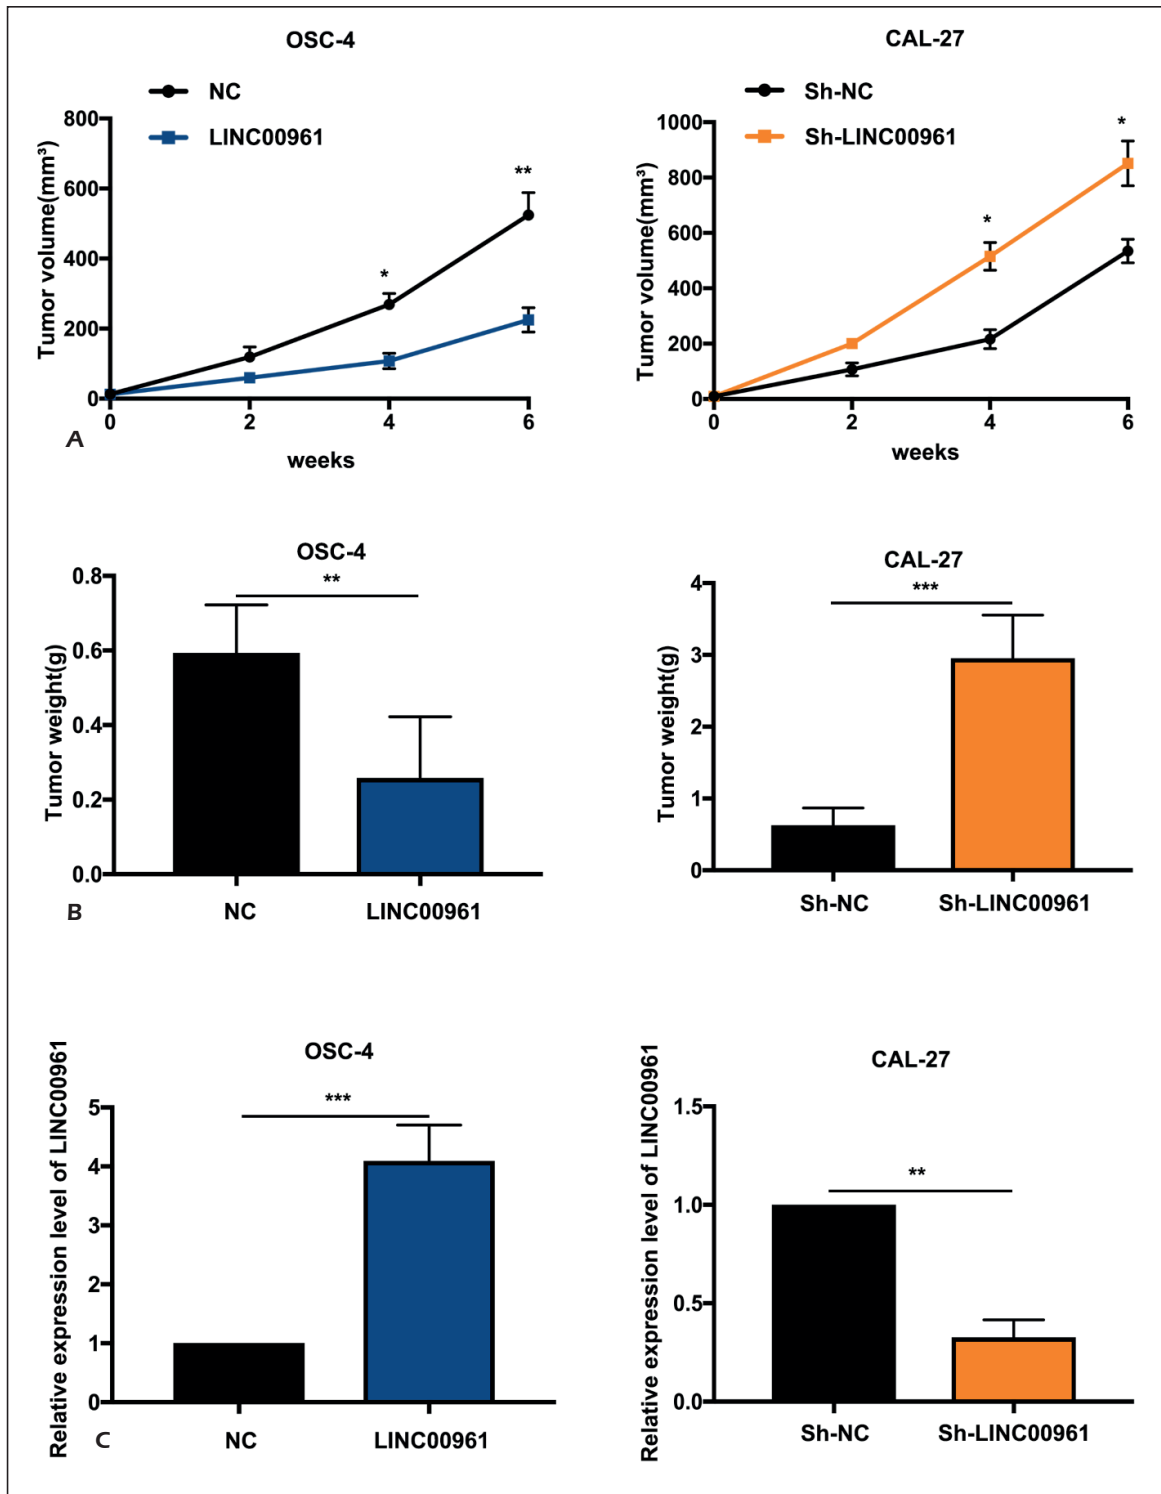 OSC-4
NC
LINC00961
Tumor volume(mm³)
800
600
400
200
0
**
*
0 2 4 6
weeks
A
CAL-27
Sh-NC
Sh-LINC00961
Tumor volume(mm³)
1000
800
600
400
200
0
*
*
0 2 4 6
weeks
OSC-4
**
Tumor weight(g)
0.8
0.6
0.4
0.2
0.0
NC LINC00961
B
CAL-27
***
Tumor weight(g)
4
3
2
1
0
Sh-NC Sh-LINC00961
OSC-4
***
Relative expression level of LINC00961
5
4
3
2
1
0
NC LINC00961
C
CAL-27
**
Relative expression level of LINC00961
1.5
1.0
0.5
0.0
Sh-NC Sh-LINC00961